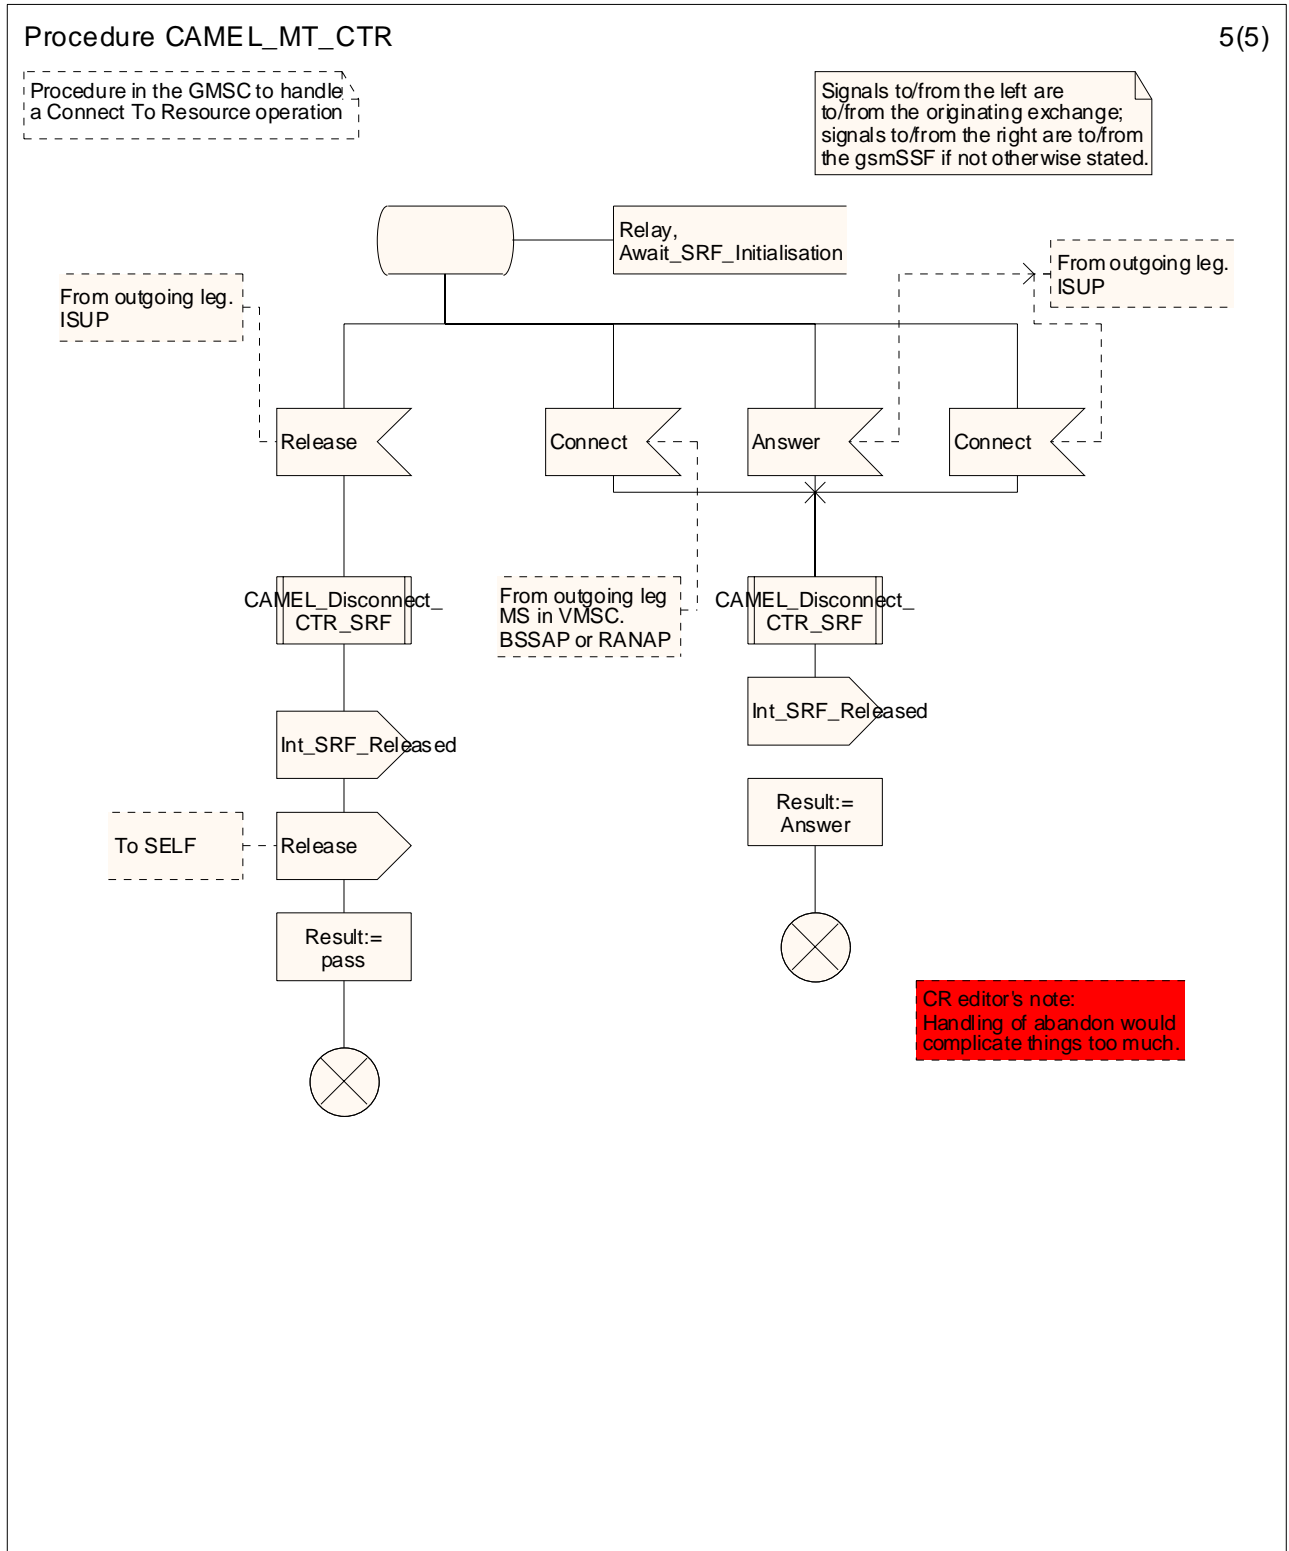 Procedure CAMEL_MT_CTR
5(5)
Procedure in the GMSC to handle
a Connect To Resource operation
Signals to/from the left are
to/from the originating exchange;
signals to/from the right are to/from
the gsmSSF if not otherwise stated.
Relay,
Await_SRF_Initialisation
From outgoing leg.
ISUP
From outgoing leg.
ISUP
Release
Connect
Answer
Connect
CAMEL_Disconnect_
CTR_SRF
From outgoing leg
MS in VMSC.
BSSAP or RANAP
CAMEL_Disconnect_
CTR_SRF
Int_SRF_Released
Int_SRF_Released
To SELF
Release
Result:=
Answer
Result:=
pass
CR editor's note:
Handling of abandon would
complicate things too much.